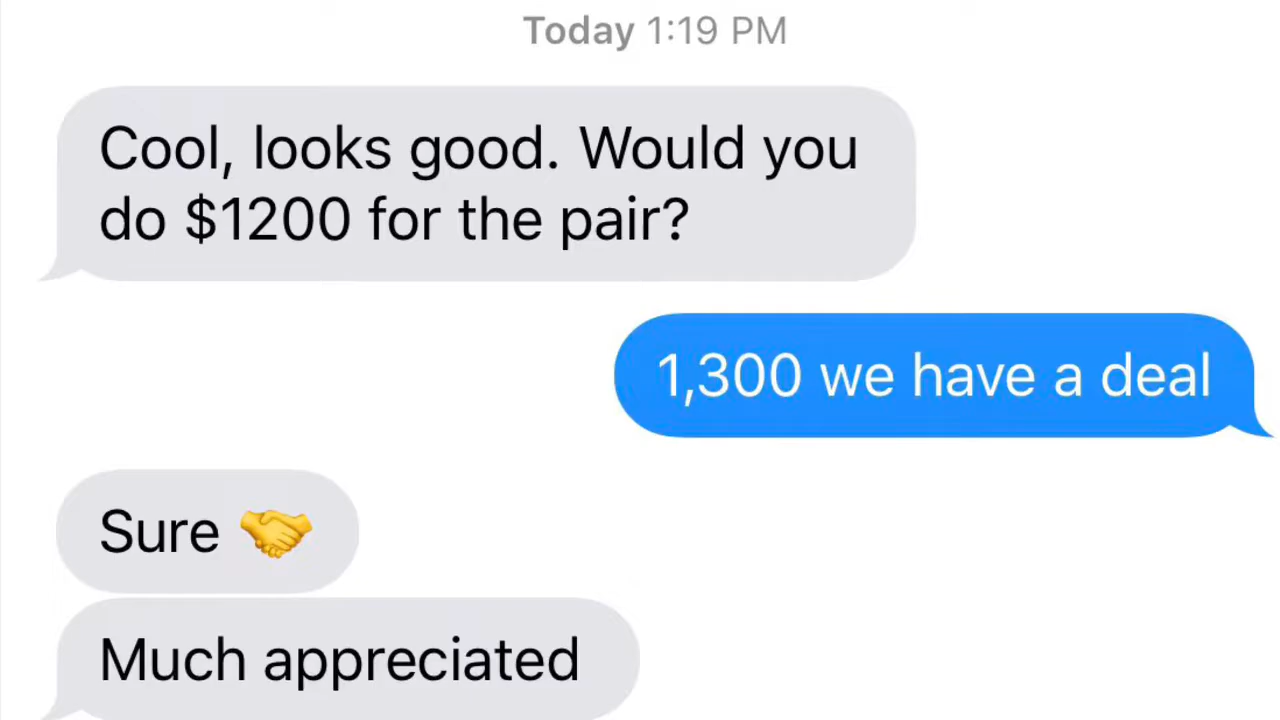 Today 1:19 PM
Cool, looks good. Would you
do $1200 for the pair?
1,300 we have a deal
Sure 🤝
Much appreciated